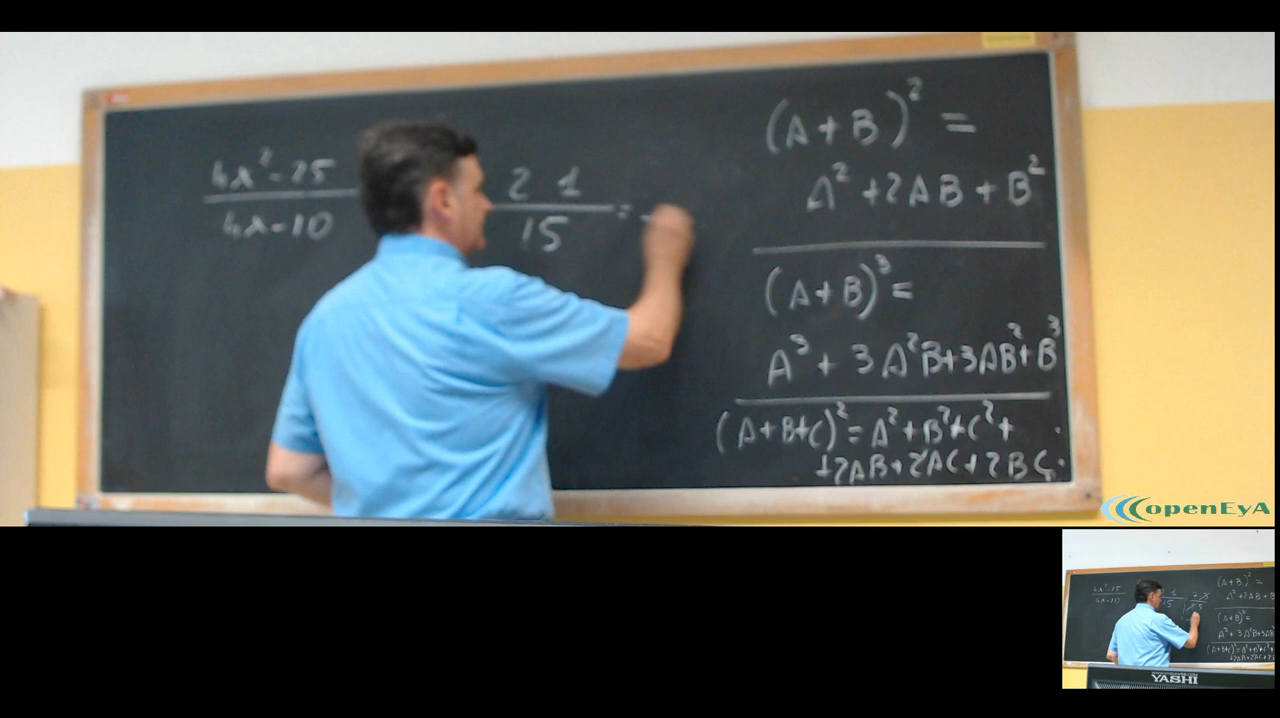 4x² - 25
4x - 10
2 1
15
=
(A + B)² =
A² + 2AB + B²
(A + B)³ =
A³ + 3A²B + 3AB² + B³
(A + B + C)² = A² + B² + C² +
+ 2AB + 2AC + 2BC
openEyA
YASHI